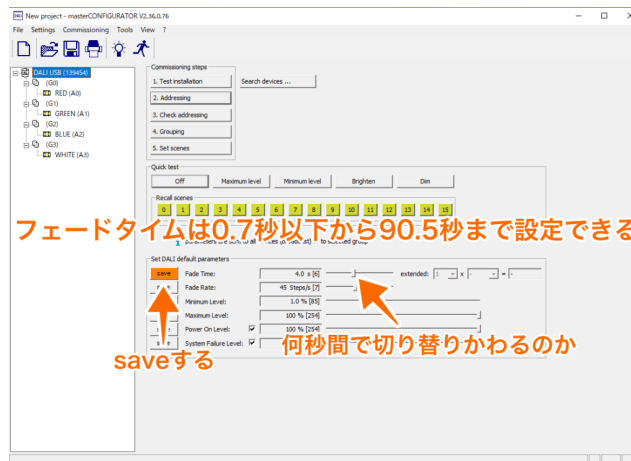 New project - masterCONFIGURATOR V2.36.0.76
File Settings Commissioning Tools View ?
DALI USB (139454)
(G0)
RED (A0)
(G1)
GREEN (A1)
(G2)
BLUE (A2)
(G3)
WHITE (A3)
Commissioning steps
1. Test installation
Search devices ...
2. Addressing
3. Check addressing
4. Grouping
5. Set scenes
Quick test
Off Maximum level Minimum level Brighten Dim
Recall scenes
0 1 2 3 4 5 6 7 8 9 10 11 12 13 14 15
フェードタイムは0.7秒以下から90.5秒まで設定できる
Set DALI default parameters
save Fade Time: 4.0 s [6] extended: 1 x - = -
Fade Rate: 45 Steps/s [7]
Minimum Level: 1.0 % [85]
Maximum Level: 100 % [254]
Power On Level: 100 % [254]
System Failure Level:
何秒間で切り替りかわるのか
saveする